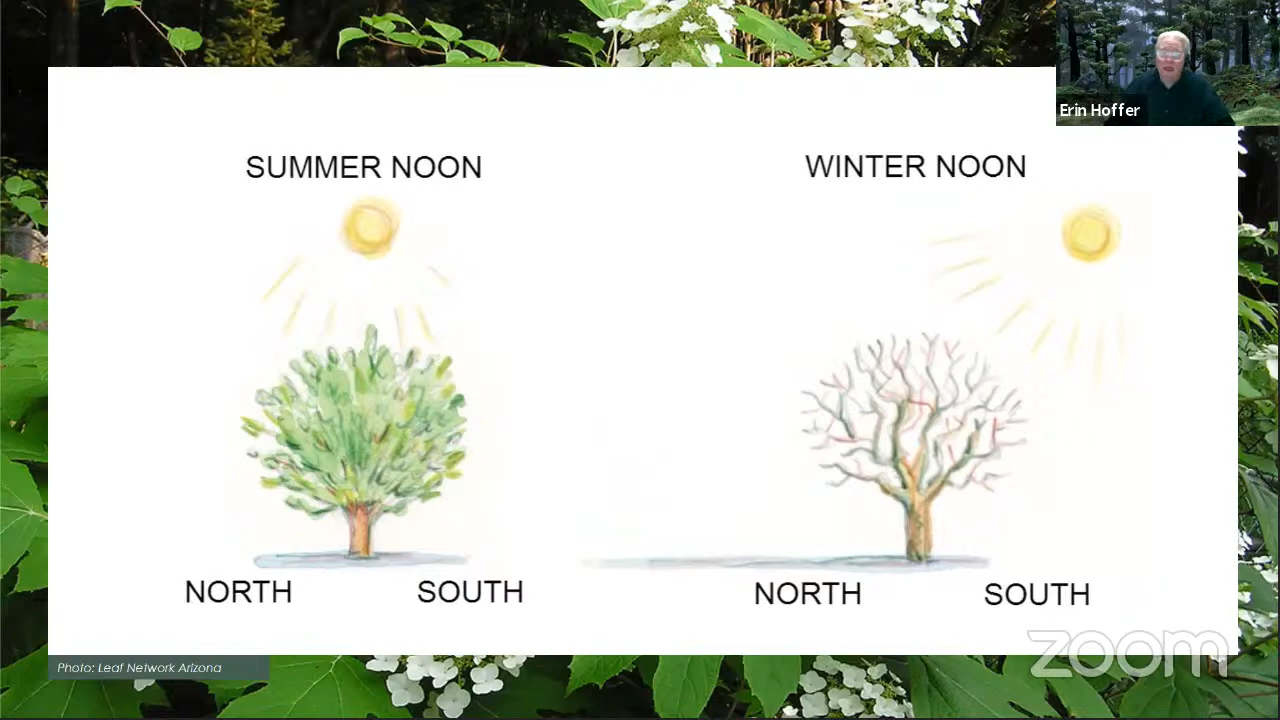 Erin Hoffer
SUMMER NOON
WINTER NOON
NORTH
SOUTH
NORTH
SOUTH
zoom
Photo: Leaf Network Arizona